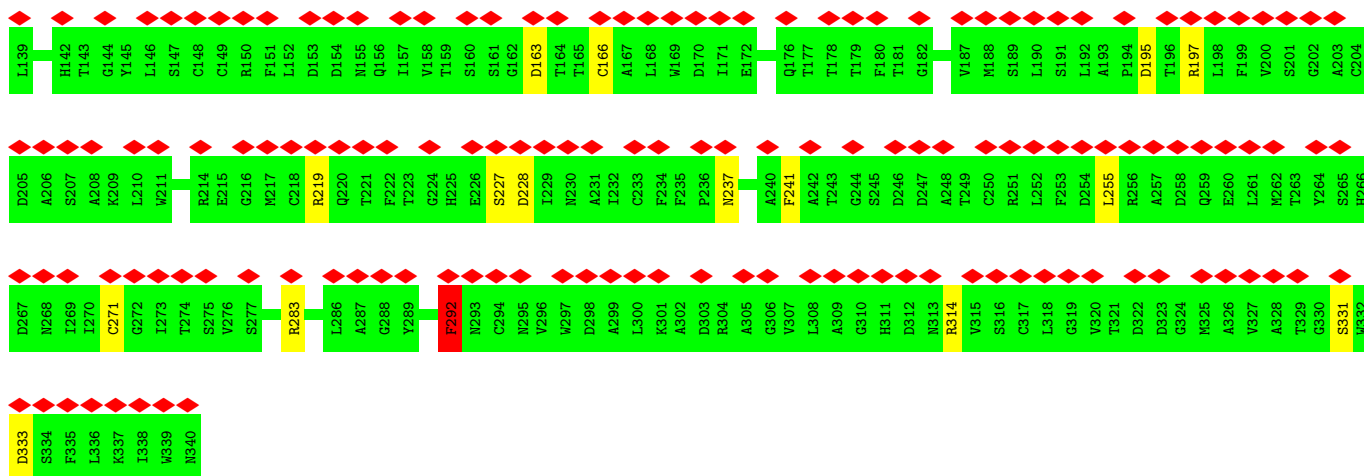 L139 H142 T143 G144 Y145 L146 S147 C148 C149 R150 F151 L152 D153 D154 N155 Q156 I157 V158 T159 S160 S161 G162 D163 T164 T165 C166 A167 L168 W169 D170 I171 E172 Q176 T177 T178 T179 F180 T181 G182 V187 M188 S189 L190 S191 L192 A193 P194 D195 T196 R197 L198 F199 V200 S201 G202 A203 C204
D205 A206 S207 A208 K209 L210 W211 R214 E215 G216 M217 C218 R219 Q220 T221 F222 T223 G224 H225 E226 S227 D228 I229 N230 A231 I232 C233 F234 F235 P236 N237 A240 F241 A242 T243 G244 S245 D246 D247 A248 T249 C250 R251 L252 F253 D254 L255 R256 A257 D258 Q259 E260 L261 M262 T263 Y264 S265 H266
D267 N268 I269 I270 C271 G272 I273 T274 S275 V276 S277 R283 L286 A287 G288 Y289 F292 N293 C294 N295 V296 W297 D298 A299 L300 K301 A302 D303 R304 A305 G306 V307 L308 A309 G310 H311 D312 N313 R314 V315 S316 C317 L318 G319 V320 T321 D322 D323 G324 M325 A326 V327 A328 T329 G330 S331 W332
D333 S334 F335 L336 K337 I338 W339 N340